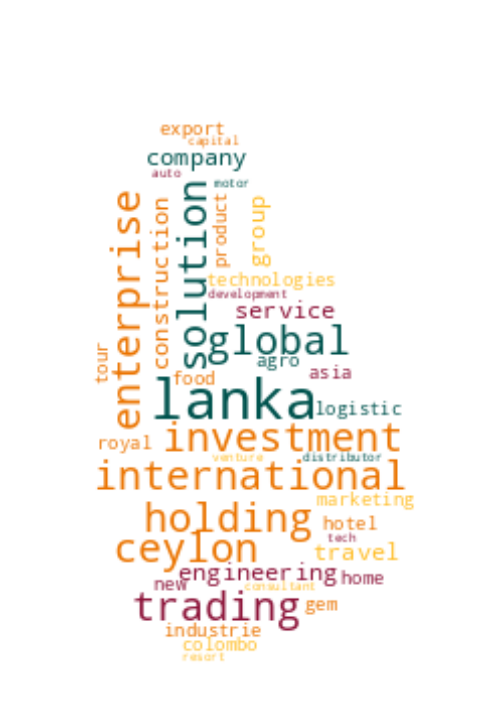 export
capital
company
auto
motor
enterprise
construction
solution
product
group
technologies
development
service
global
agro
tour
food
asia
lanka
logistic
royal
investment
venture
distributor
international
marketing
holding
hotel
tech
ceylon
travel
engineering
home
new
consultant
trading
gem
industrie
colombo
resort